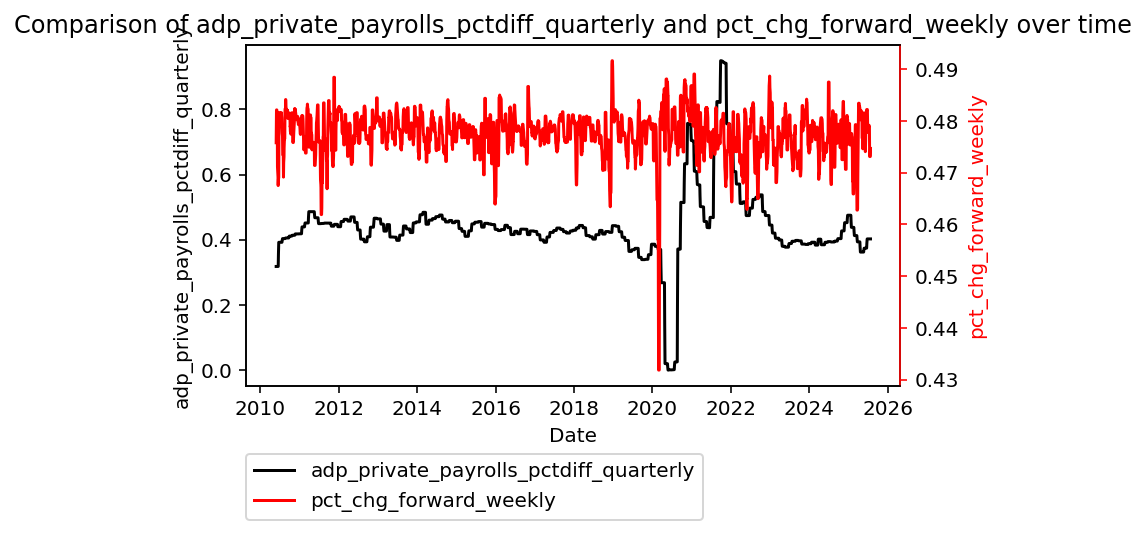 Comparison of adp_private_payrolls_pctdiff_quarterly and pct_chg_forward_weekly over time
adp_private_payrolls_pctdiff_quarterly
0.8
0.6
0.4
0.2
0.0
0.49
0.48
0.47
0.46
0.45
0.44
0.43
pct_chg_forward_weekly
2010 2012 2014 2016 2018 2020 2022 2024 2026
Date
adp_private_payrolls_pctdiff_quarterly
pct_chg_forward_weekly